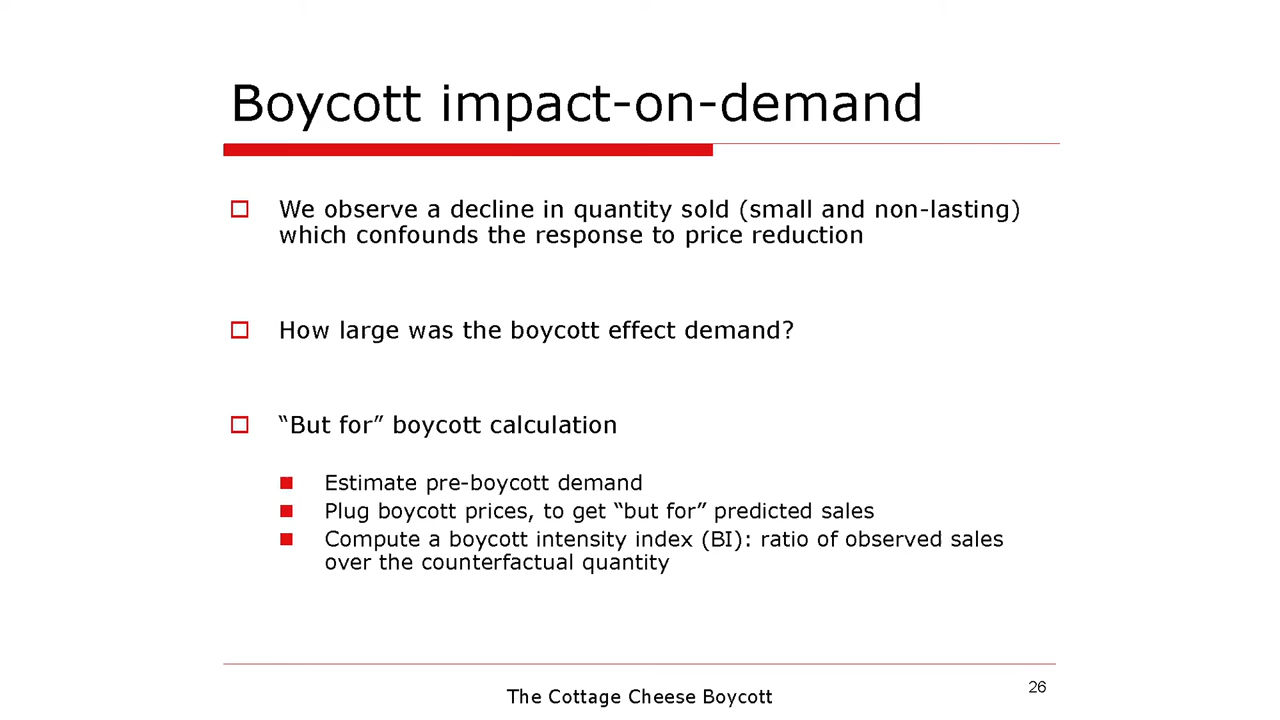 Boycott impact-on-demand
We observe a decline in quantity sold (small and non-lasting)
which confounds the response to price reduction
How large was the boycott effect demand?
“But for” boycott calculation
Estimate pre-boycott demand
Plug boycott prices, to get “but for” predicted sales
Compute a boycott intensity index (BI): ratio of observed sales
over the counterfactual quantity
The Cottage Cheese Boycott
26